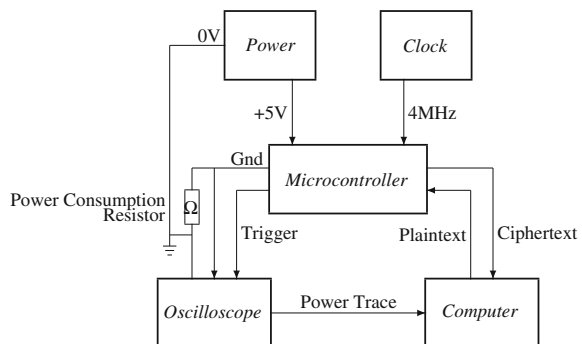 0V
Power
Clock
+5V
4MHz
Gnd
Microcontroller
Power Consumption
Resistor
Ω
Trigger
Plaintext
Ciphertext
Oscilloscope
Power Trace
Computer